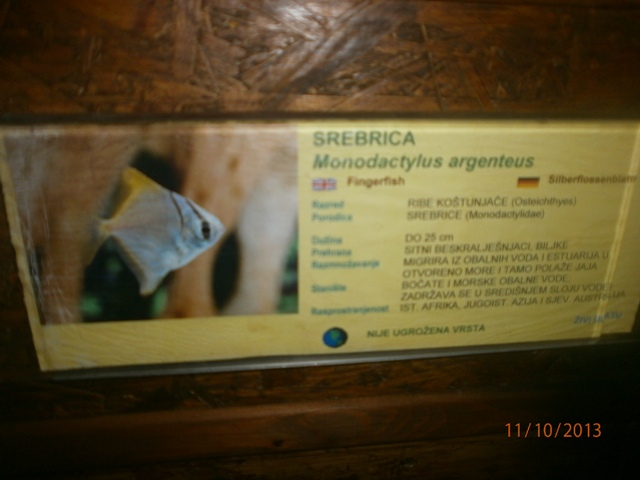 SREBRICA
Monodactylus argenteus
Fingerfish Silberflossenblatt
Razred RIBE KOŠTUNJAČE (Osteichthyes)
Porodica SREBRICE (Monodactylidae)
Dužina DO 25 cm
Prehrana SITNI BESKRALJEŠNJACI, BILJKE
Razmnožavanje MIGRIRA IZ OBALNIH VODA I ESTUARIJA U
OTVORENO MORE I TAMO POLAŽE JAJA
Stanište BOČATE I MORSKE OBALNE VODE,
ZADRŽAVA SE U SREDIŠNJEM SLOJU VODE
Rasprostranjenost IST. AFRIKA, JUGOIST. AZIJA I SJEV. AUSTRALIJA
NIJE UGROŽENA VRSTA
11/10/2013